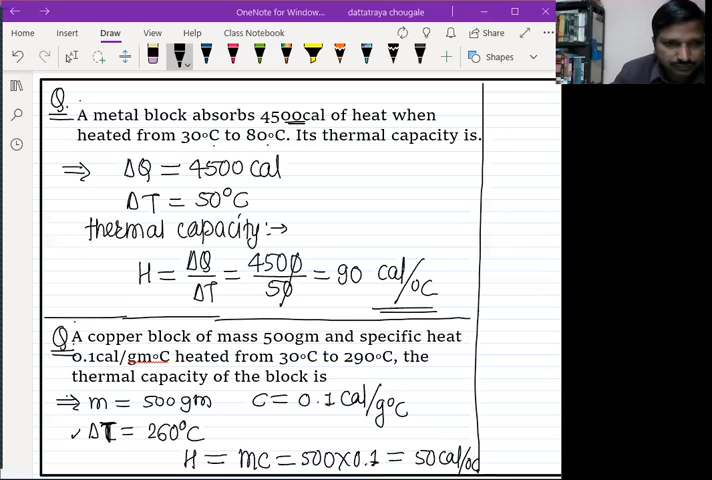 OneNote for Window...
dattatraya chougale
Home Insert Draw View Help Class Notebook Share
Shapes
Q.
A metal block absorbs 4500cal of heat when
heated from 30∘C to 80∘C. Its thermal capacity is.
⇒ ΔQ = 4500 cal
ΔT = 50°C
thermal capacity:→
H = ΔQ/ΔT = 4500/50 = 90 cal/°C
Q A copper block of mass 500gm and specific heat
0.1cal/gm∘C heated from 30∘C to 290∘C, the
thermal capacity of the block is
⇒ m = 500 gm C = 0.1 Cal/g°C
✓ ΔT = 260°C
H = mc = 500×0.1 = 50 cal/°C